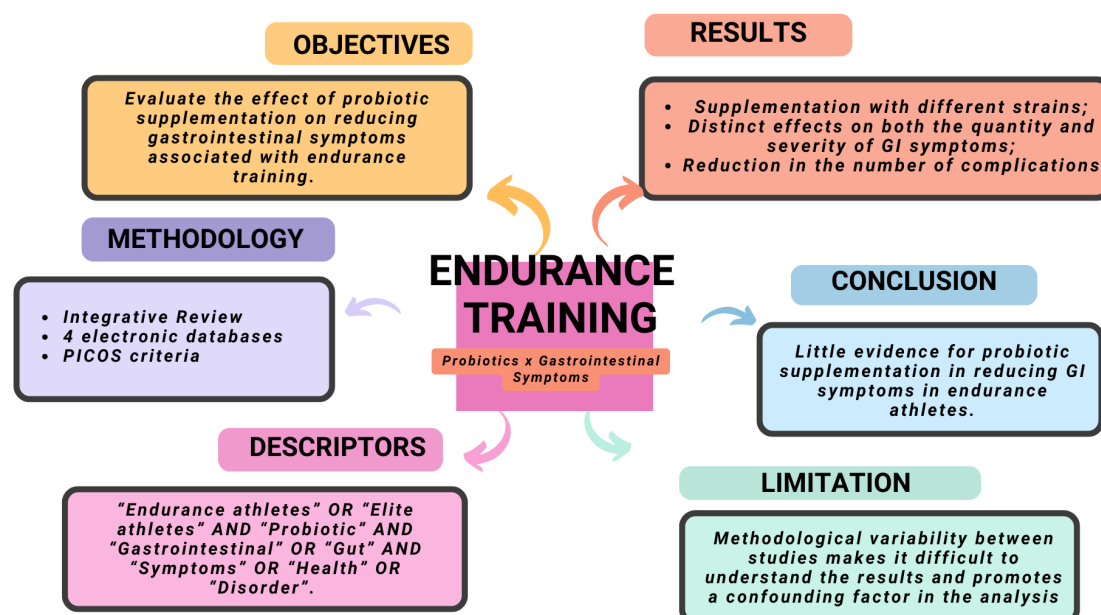 OBJECTIVES
Evaluate the effect of probiotic
supplementation on reducing
gastrointestinal symptoms
associated with endurance
training.
RESULTS
• Supplementation with different strains;
• Distinct effects on both the quantity and
severity of GI symptoms;
• Reduction in the number of complications
METHODOLOGY
• Integrative Review
• 4 electronic databases
• PICOS criteria
ENDURANCE
TRAINING
Probiotics x Gastrointestinal
Symptoms
CONCLUSION
Little evidence for probiotic
supplementation in reducing GI
symptoms in endurance
athletes.
DESCRIPTORS
“Endurance athletes” OR “Elite
athletes” AND “Probiotic” AND
“Gastrointestinal” OR “Gut” AND
“Symptoms” OR “Health” OR
“Disorder”.
LIMITATION
Methodological variability between
studies makes it difficult to
understand the results and promotes
a confounding factor in the analysis